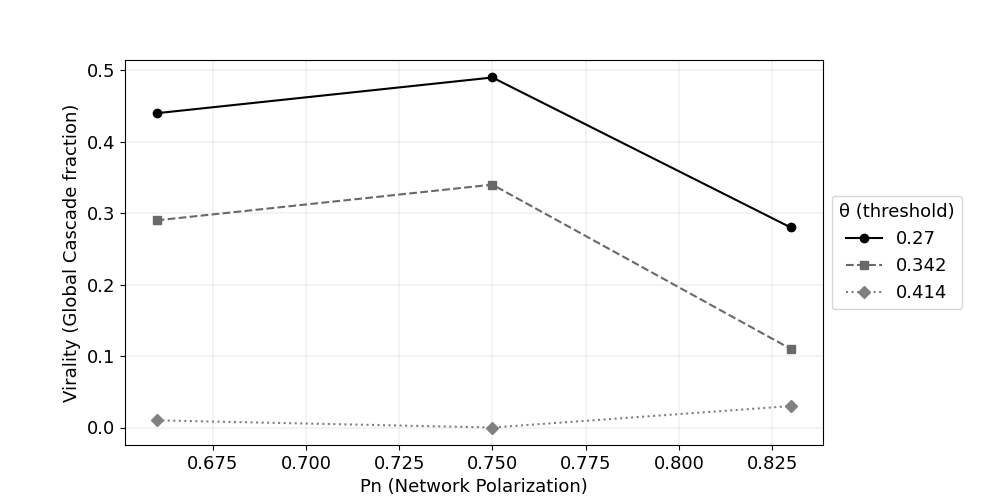 0.5
0.4
0.3
0.2
0.1
0.0
Virality (Global Cascade fraction)
0.675 0.700 0.725 0.750 0.775 0.800 0.825
Pn (Network Polarization)
θ (threshold)
0.27
0.342
0.414